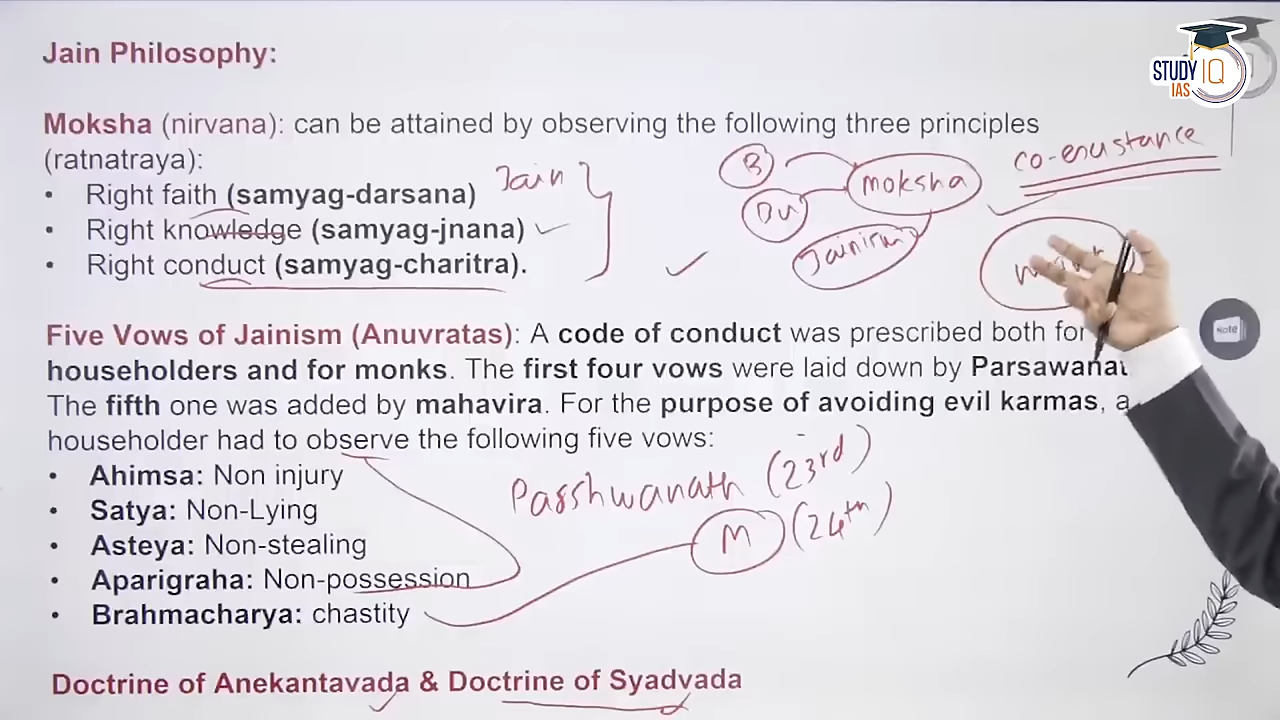 Jain Philosophy:
STUDY IQ
IAS
Moksha (nirvana): can be attained by observing the following three principles
(ratnatraya):
co-exustance
• Right faith (samyag-darsana)
Jain
B
moksha
• Right knowledge (samyag-jnana)
Bu
Jainism
• Right conduct (samyag-charitra).
Five Vows of Jainism (Anuvratas): A code of conduct was prescribed both for
Note
householders and for monks. The first four vows were laid down by Parsawanat
The fifth one was added by mahavira. For the purpose of avoiding evil karmas, a
householder had to observe the following five vows:
• Ahimsa: Non injury
Parshwanath (23rd)
• Satya: Non-Lying
• Asteya: Non-stealing
M (24th)
• Aparigraha: Non-possession
• Brahmacharya: chastity
Doctrine of Anekantavada & Doctrine of Syadvada